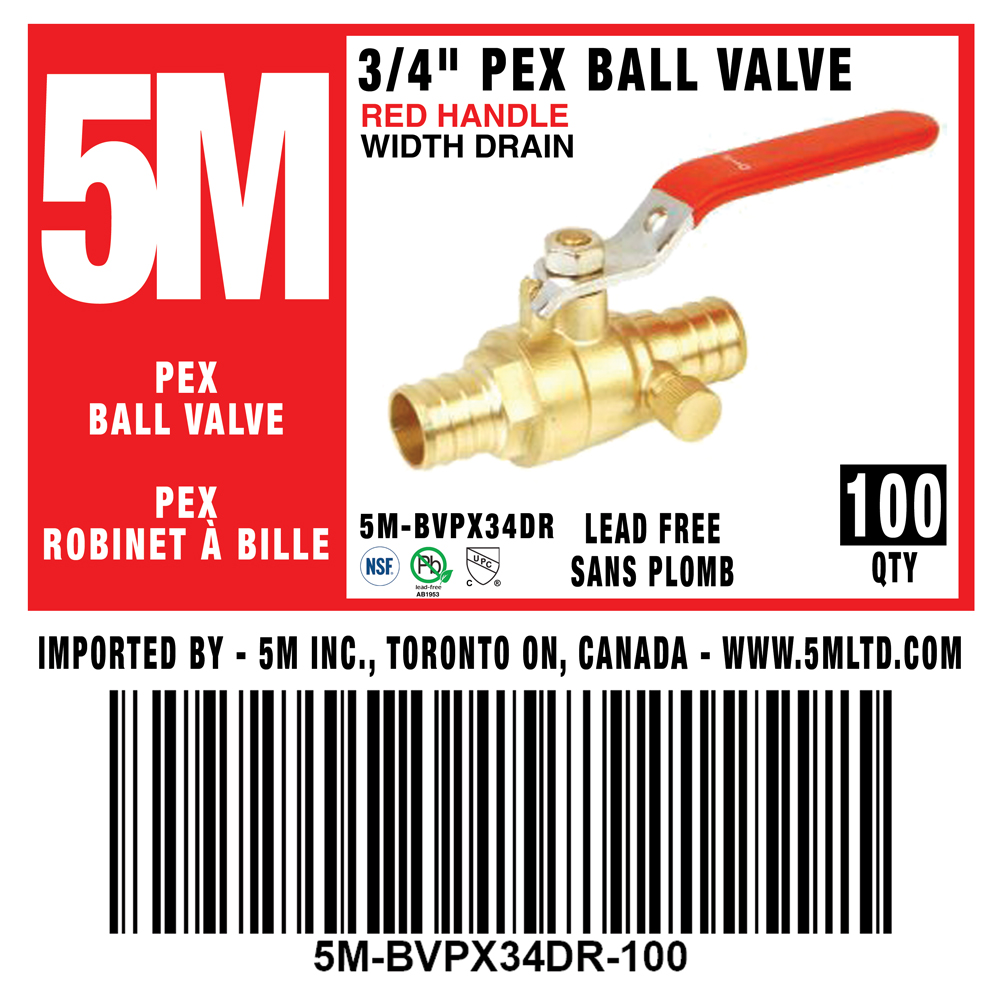 5M
PEX
BALL VALVE
PEX
ROBINET À BILLE
3/4" PEX BALL VALVE
RED HANDLE
WIDTH DRAIN
5M-BVPX34DR
LEAD FREE
SANS PLOMB
100
QTY
NSF
Pb
lead-free
AB1953
UPC
C ®
IMPORTED BY - 5M INC., TORONTO ON, CANADA - WWW.5MLTD.COM
5M-BVPX34DR-100